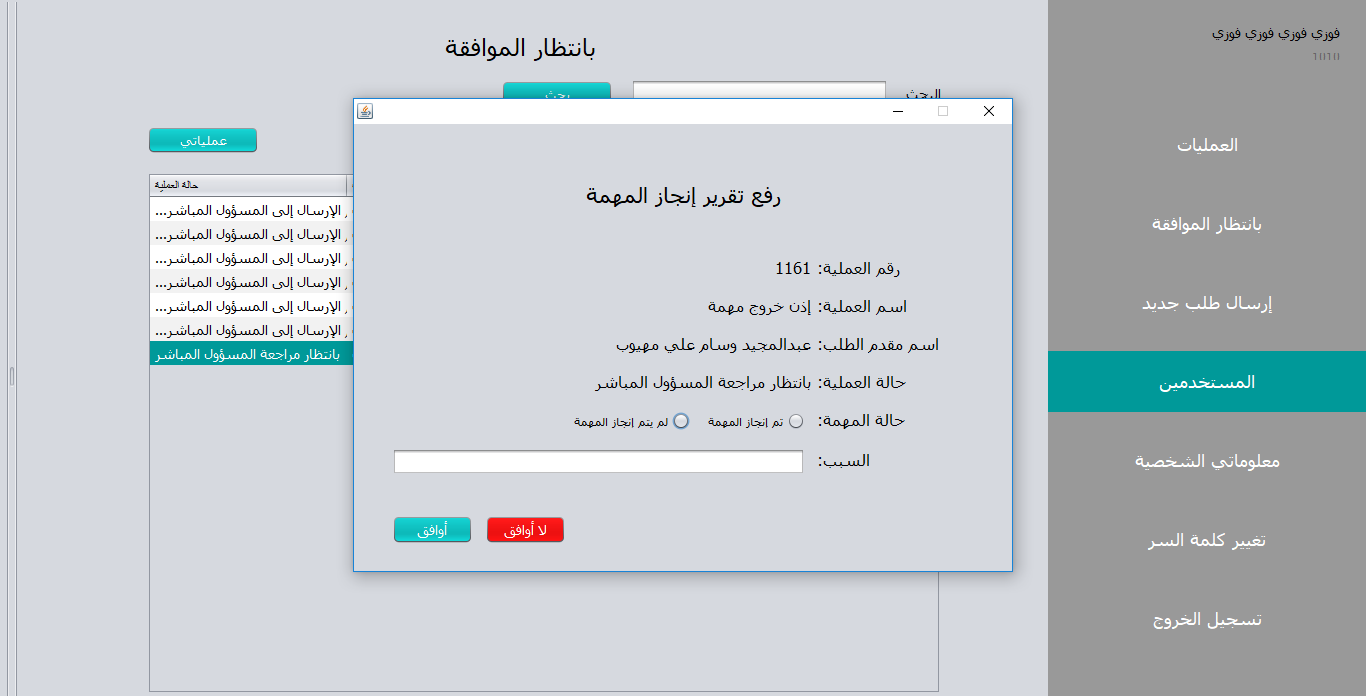 فوزي فوزي فوزي فوزي
1010
العمليات
بانتظار الموافقة
إرسال طلب جديد
المستخدمين
معلوماتي الشخصية
تغيير كلمة السر
تسجيل الخروج
بانتظار الموافقة
البحث
بحث
عملياتي
حالة العملية
الإرسال إلى المسؤول المباشر...
الإرسال إلى المسؤول المباشر...
الإرسال إلى المسؤول المباشر...
الإرسال إلى المسؤول المباشر...
الإرسال إلى المسؤول المباشر...
الإرسال إلى المسؤول المباشر...
بانتظار مراجعة المسؤول المباشر
رفع تقرير إنجاز المهمة
رقم العملية: 1161
اسم العملية: إذن خروج مهمة
اسم مقدم الطلب: عبدالمجيد وسام علي مهيوب
حالة العملية: بانتظار مراجعة المسؤول المباشر
حالة المهمة: تم إنجاز المهمة لم يتم إنجاز المهمة
السبب:
لا أوافق أوافق